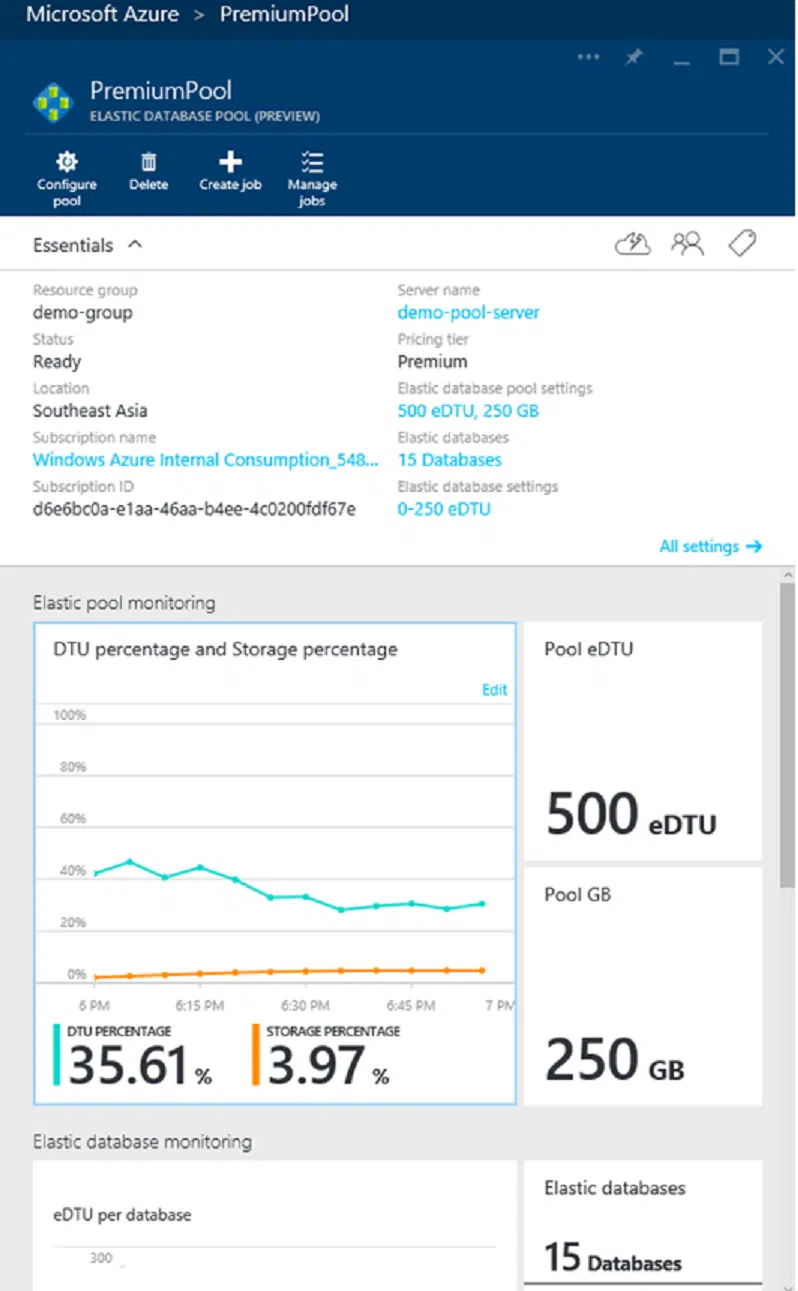 Microsoft Azure > PremiumPool
PremiumPool
ELASTIC DATABASE POOL (PREVIEW)
Configure pool
Delete
Create job
Manage jobs
Essentials
Resource group
demo-group
Status
Ready
Location
Southeast Asia
Subscription name
Windows Azure Internal Consumption_548...
Subscription ID
d6e6bc0a-e1aa-46aa-b4ee-4c0200fdf67e
Server name
demo-pool-server
Pricing tier
Premium
Elastic database pool settings
500 eDTU, 250 GB
Elastic databases
15 Databases
Elastic database settings
0-250 eDTU
All settings →
Elastic pool monitoring
DTU percentage and Storage percentage
Edit
100%
80%
60%
40%
20%
0%
6 PM 6:15 PM 6:30 PM 6:45 PM 7 PM
DTU PERCENTAGE
35.61 %
STORAGE PERCENTAGE
3.97 %
Pool eDTU
500 eDTU
Pool GB
250 GB
Elastic database monitoring
eDTU per database
300
Elastic databases
15 Databases